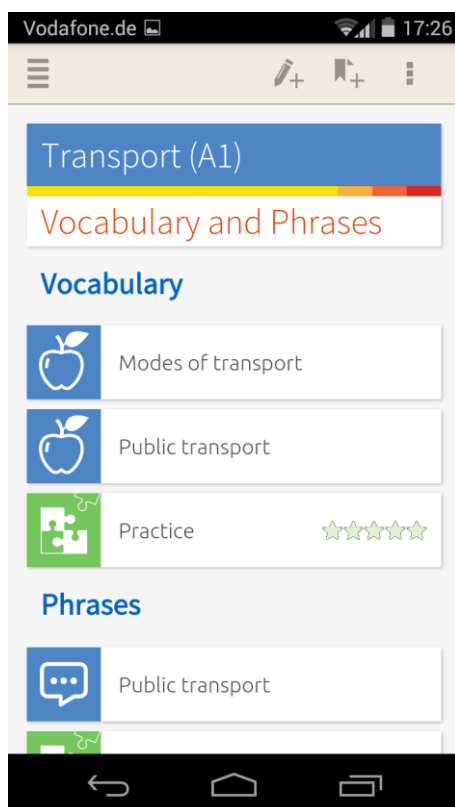 Vodafone.de 17:26
Transport (A1)
Vocabulary and Phrases
Vocabulary
Modes of transport
Public transport
Practice
Phrases
Public transport